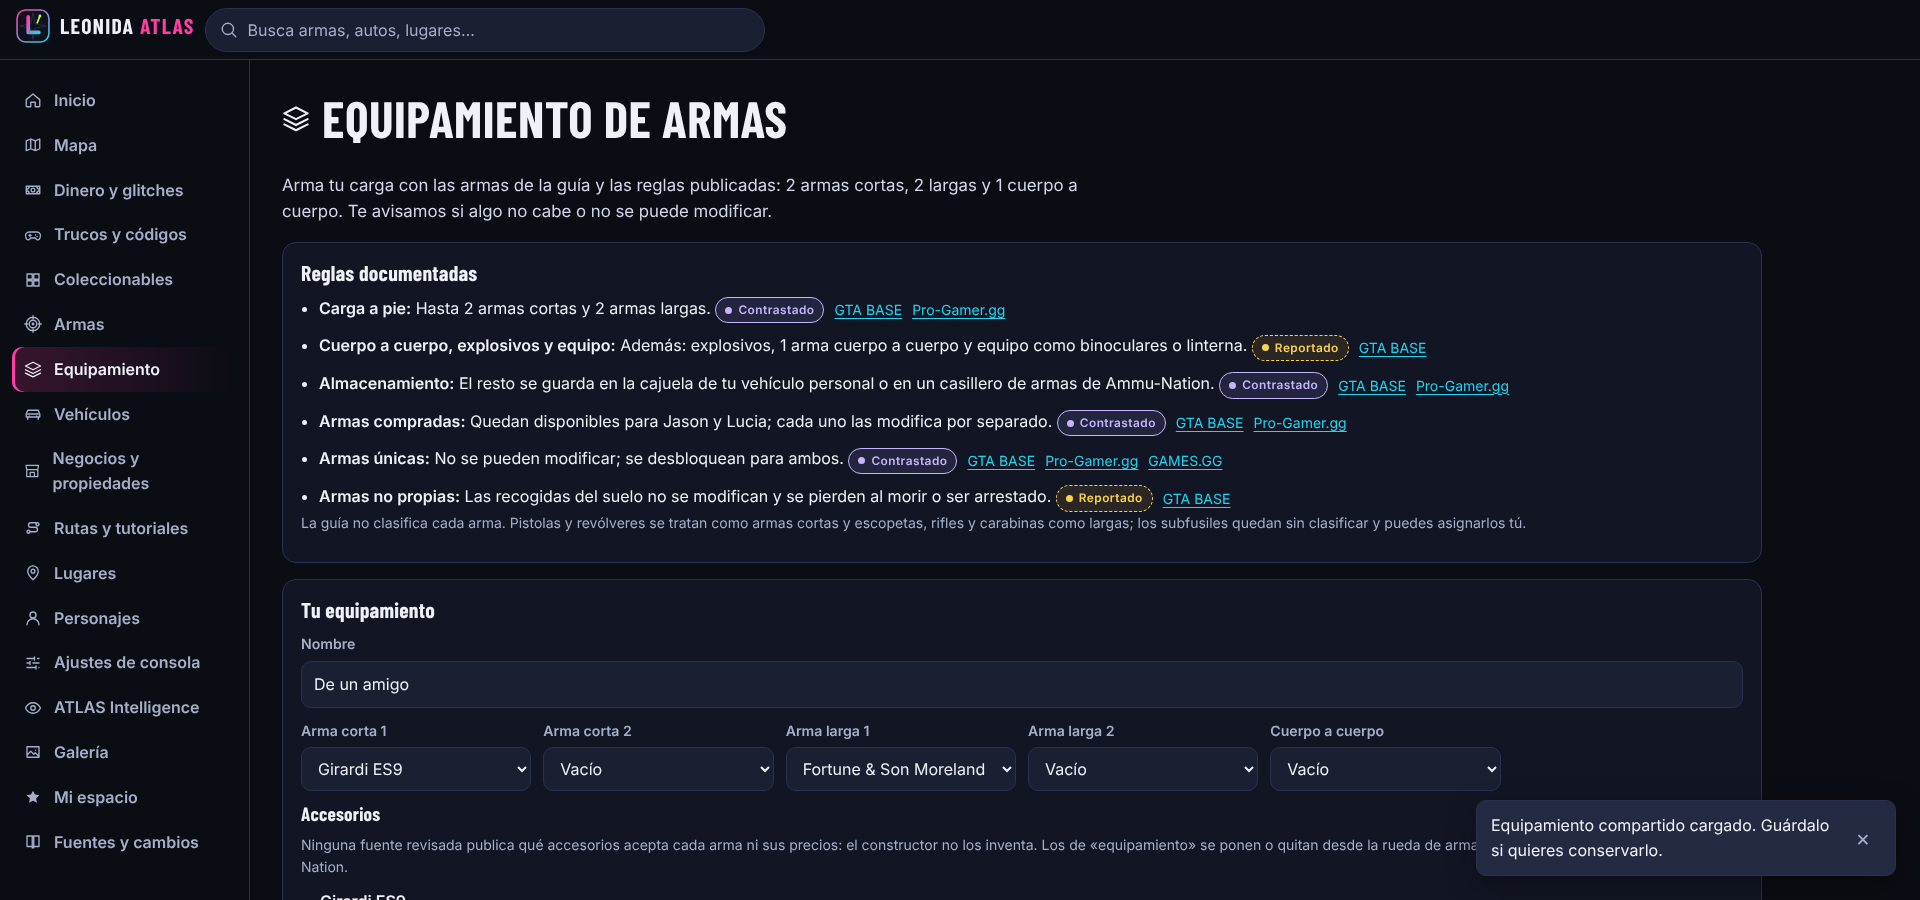 LEONIDA ATLAS
Busca armas, autos, lugares...
Inicio
Mapa
Dinero y glitches
Trucos y códigos
Coleccionables
Armas
Equipamiento
Vehículos
Negocios y
propiedades
Rutas y tutoriales
Lugares
Personajes
Ajustes de consola
ATLAS Intelligence
Galería
Mi espacio
Fuentes y cambios
EQUIPAMIENTO DE ARMAS
Arma tu carga con las armas de la guía y las reglas publicadas: 2 armas cortas, 2 largas y 1 cuerpo a
cuerpo. Te avisamos si algo no cabe o no se puede modificar.
Reglas documentadas
• Carga a pie: Hasta 2 armas cortas y 2 armas largas. • Contrastado GTA BASE Pro-Gamer.gg
• Cuerpo a cuerpo, explosivos y equipo: Además: explosivos, 1 arma cuerpo a cuerpo y equipo como binoculares o linterna. • Reportado GTA BASE
• Almacenamiento: El resto se guarda en la cajuela de tu vehículo personal o en un casillero de armas de Ammu-Nation. • Contrastado GTA BASE Pro-Gamer.gg
• Armas compradas: Quedan disponibles para Jason y Lucia; cada uno las modifica por separado. • Contrastado GTA BASE Pro-Gamer.gg
• Armas únicas: No se pueden modificar; se desbloquean para ambos. • Contrastado GTA BASE Pro-Gamer.gg GAMES.GG
• Armas no propias: Las recogidas del suelo no se modifican y se pierden al morir o ser arrestado. • Reportado GTA BASE
La guía no clasifica cada arma. Pistolas y revólveres se tratan como armas cortas y escopetas, rifles y carabinas como largas; los subfusiles quedan sin clasificar y puedes asignarlos tú.
Tu equipamiento
Nombre
De un amigo
Arma corta 1 Arma corta 2 Arma larga 1 Arma larga 2 Cuerpo a cuerpo
Girardi ES9 Vacío Fortune & Son Moreland Vacío Vacío
Accesorios
Ninguna fuente revisada publica qué accesorios acepta cada arma ni sus precios: el constructor no los inventa. Los de «equipamiento» se ponen o quitan desde la rueda de arma
Nation.
Girardi ES9
Equipamiento compartido cargado. Guárdalo
si quieres conservarlo.